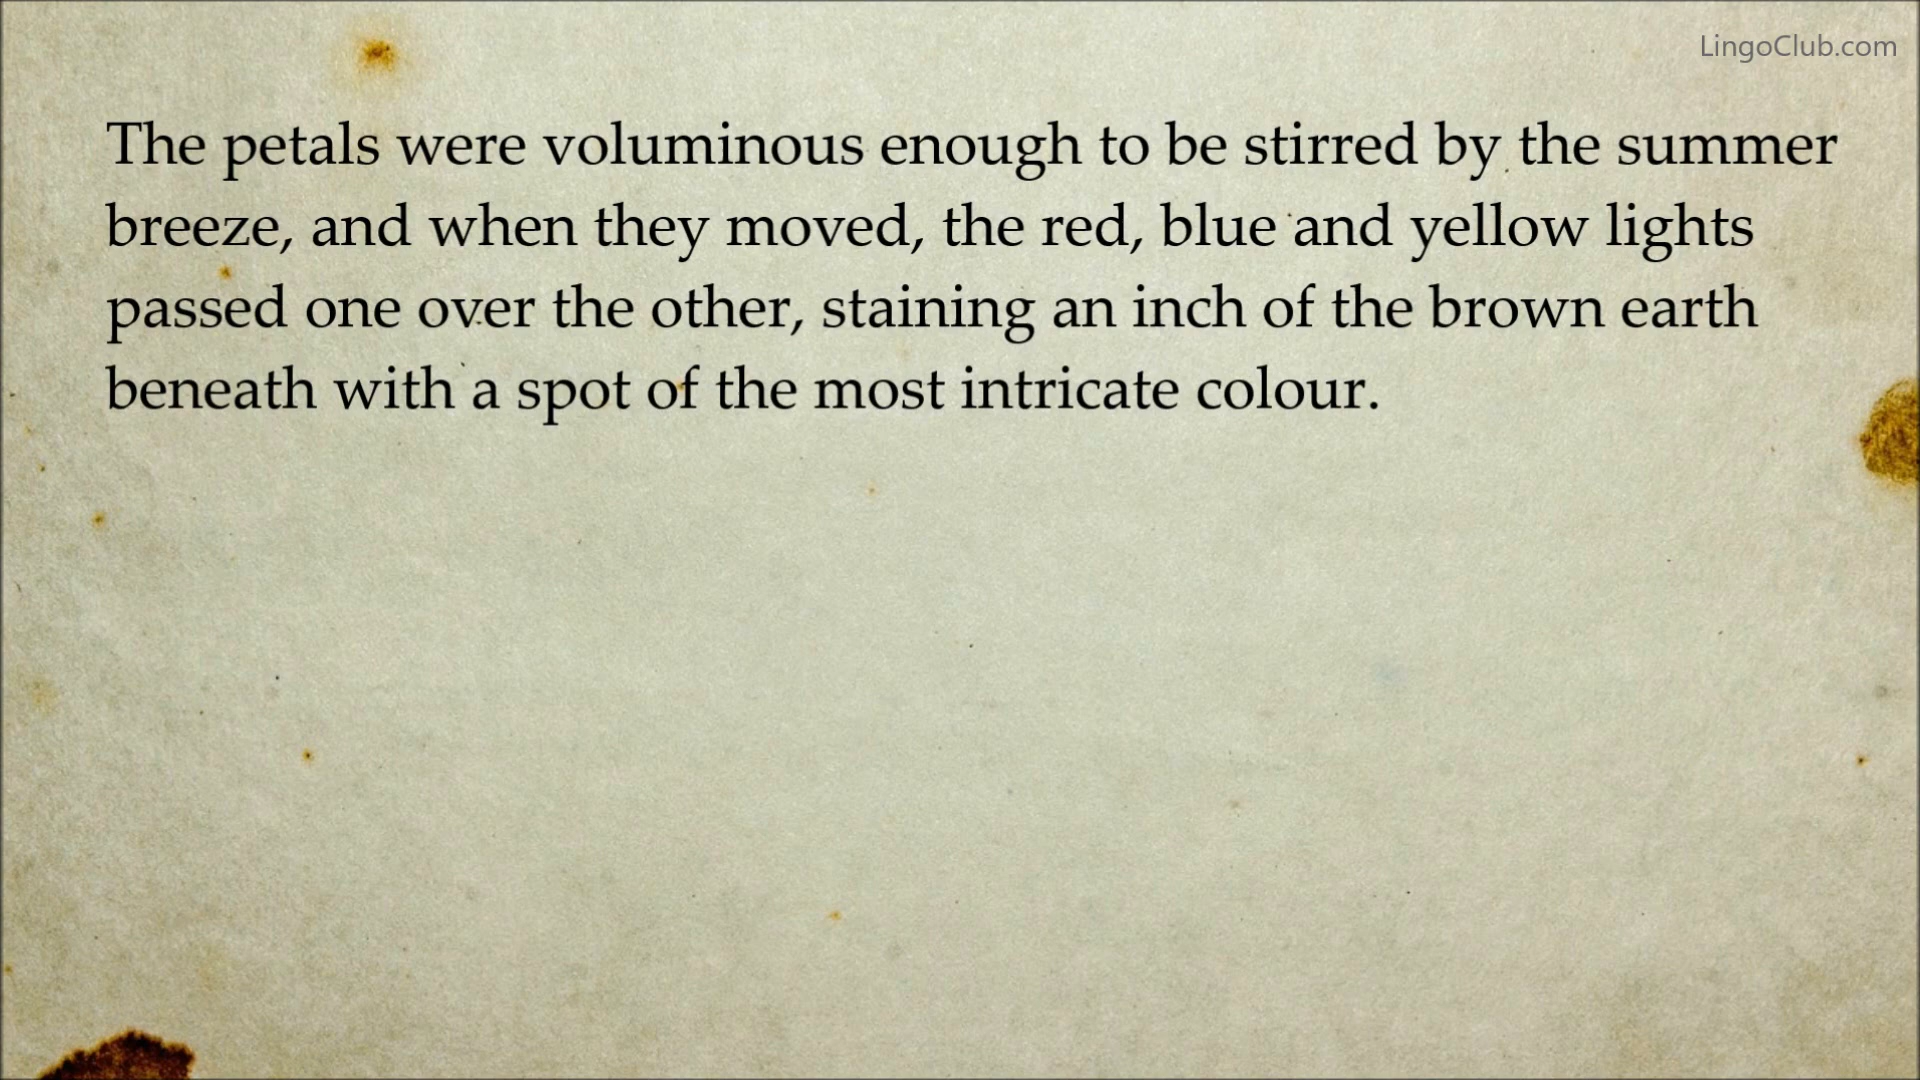 LingoClub.com
The petals were voluminous enough to be stirred by the summer
breeze, and when they moved, the red, blue and yellow lights
passed one over the other, staining an inch of the brown earth
beneath with a spot of the most intricate colour.